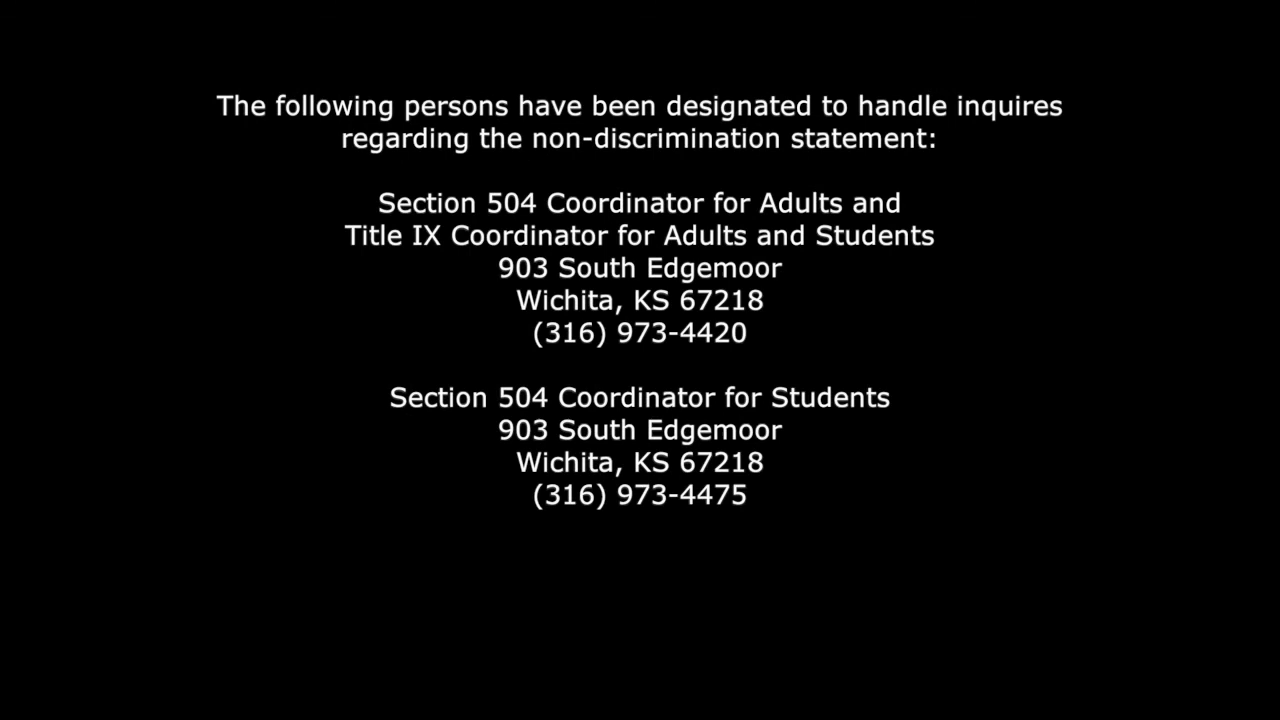 The following persons have been designated to handle inquires
regarding the non-discrimination statement:
Section 504 Coordinator for Adults and
Title IX Coordinator for Adults and Students
903 South Edgemoor
Wichita, KS 67218
(316) 973-4420
Section 504 Coordinator for Students
903 South Edgemoor
Wichita, KS 67218
(316) 973-4475